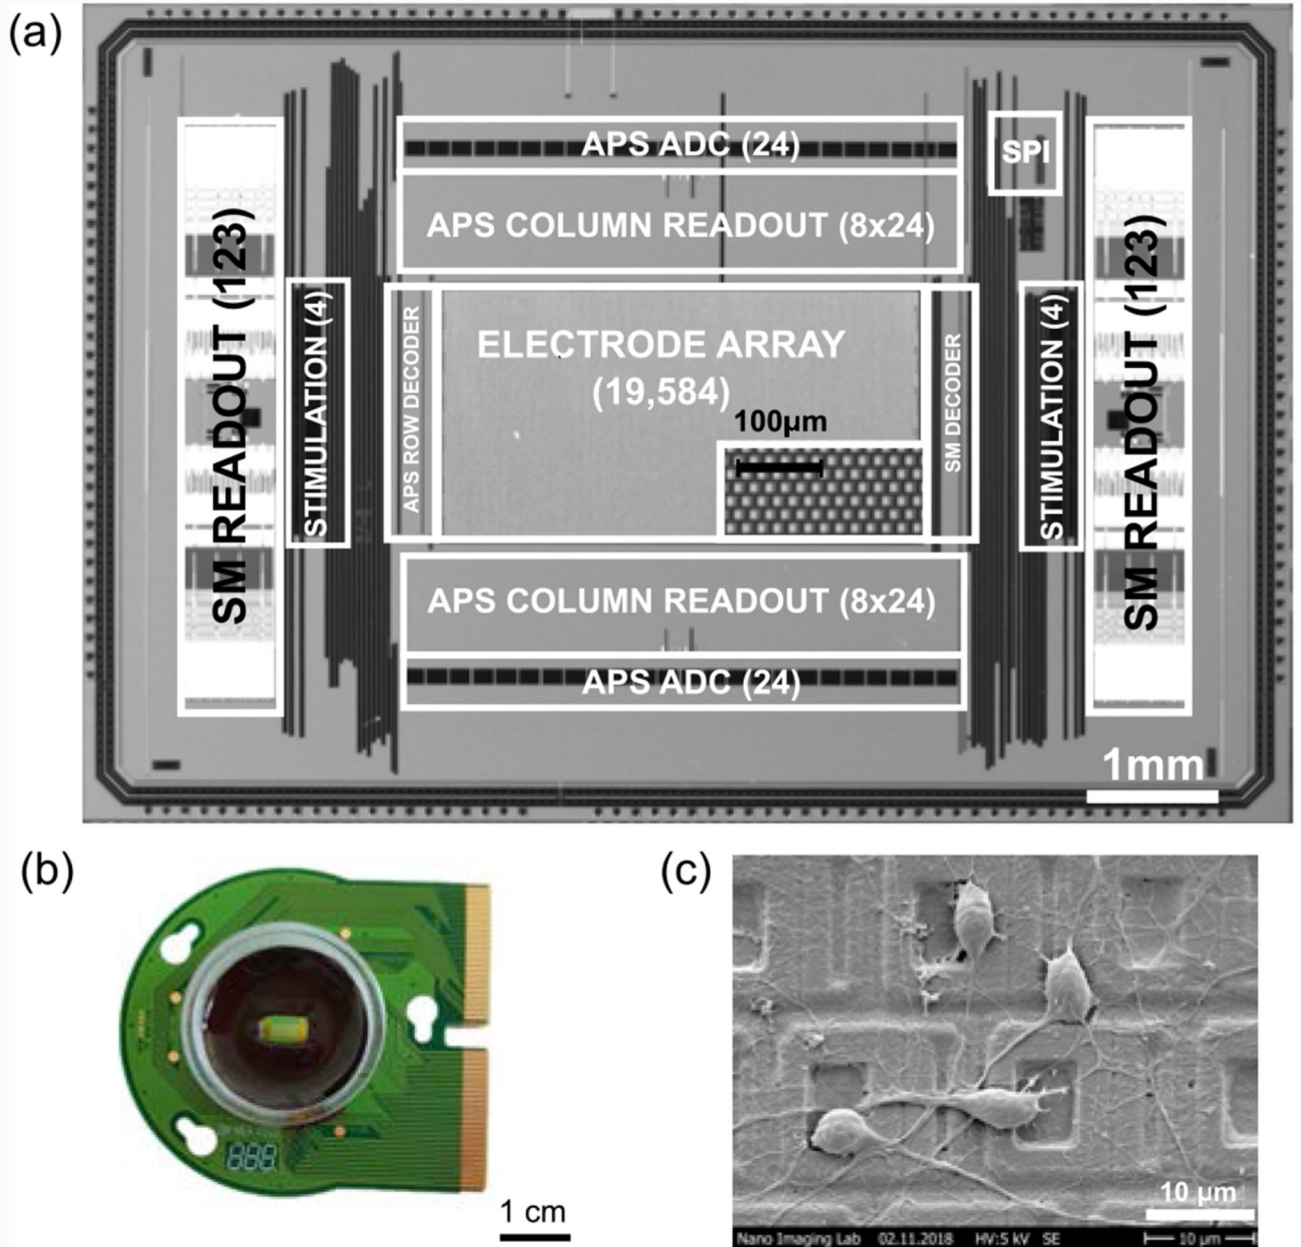 (a)
APS ADC (24)
SPI
APS COLUMN READOUT (8x24)
SM READOUT (123)
STIMULATION (4)
APS ROW DECODER
ELECTRODE ARRAY
(19,584)
100µm
SM DECODER
STIMULATION (4)
SM READOUT (123)
APS COLUMN READOUT (8x24)
APS ADC (24)
1mm
(b)
888
1 cm
(c)
10 µm
Nano Imaging Lab 02.11.2018 HV:5 kV SE 10 µm